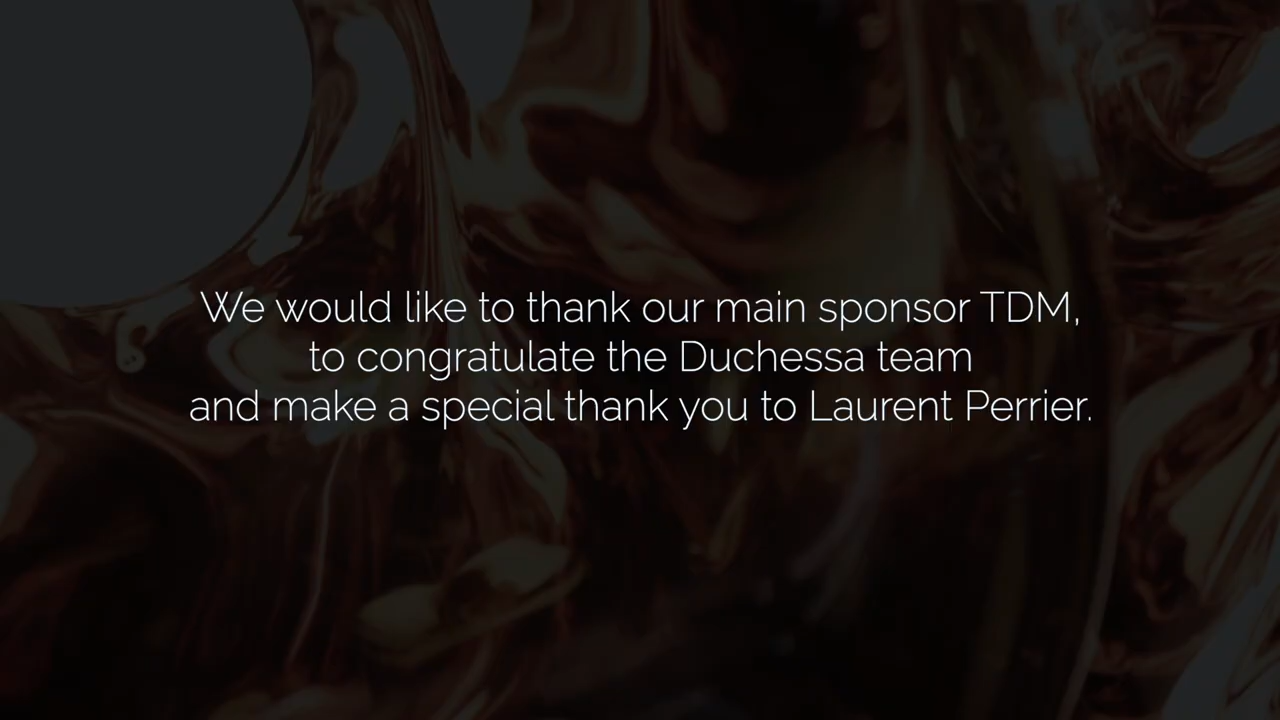 We would like to thank our main sponsor TDM,
to congratulate the Duchessa team
and make a special thank you to Laurent Perrier.